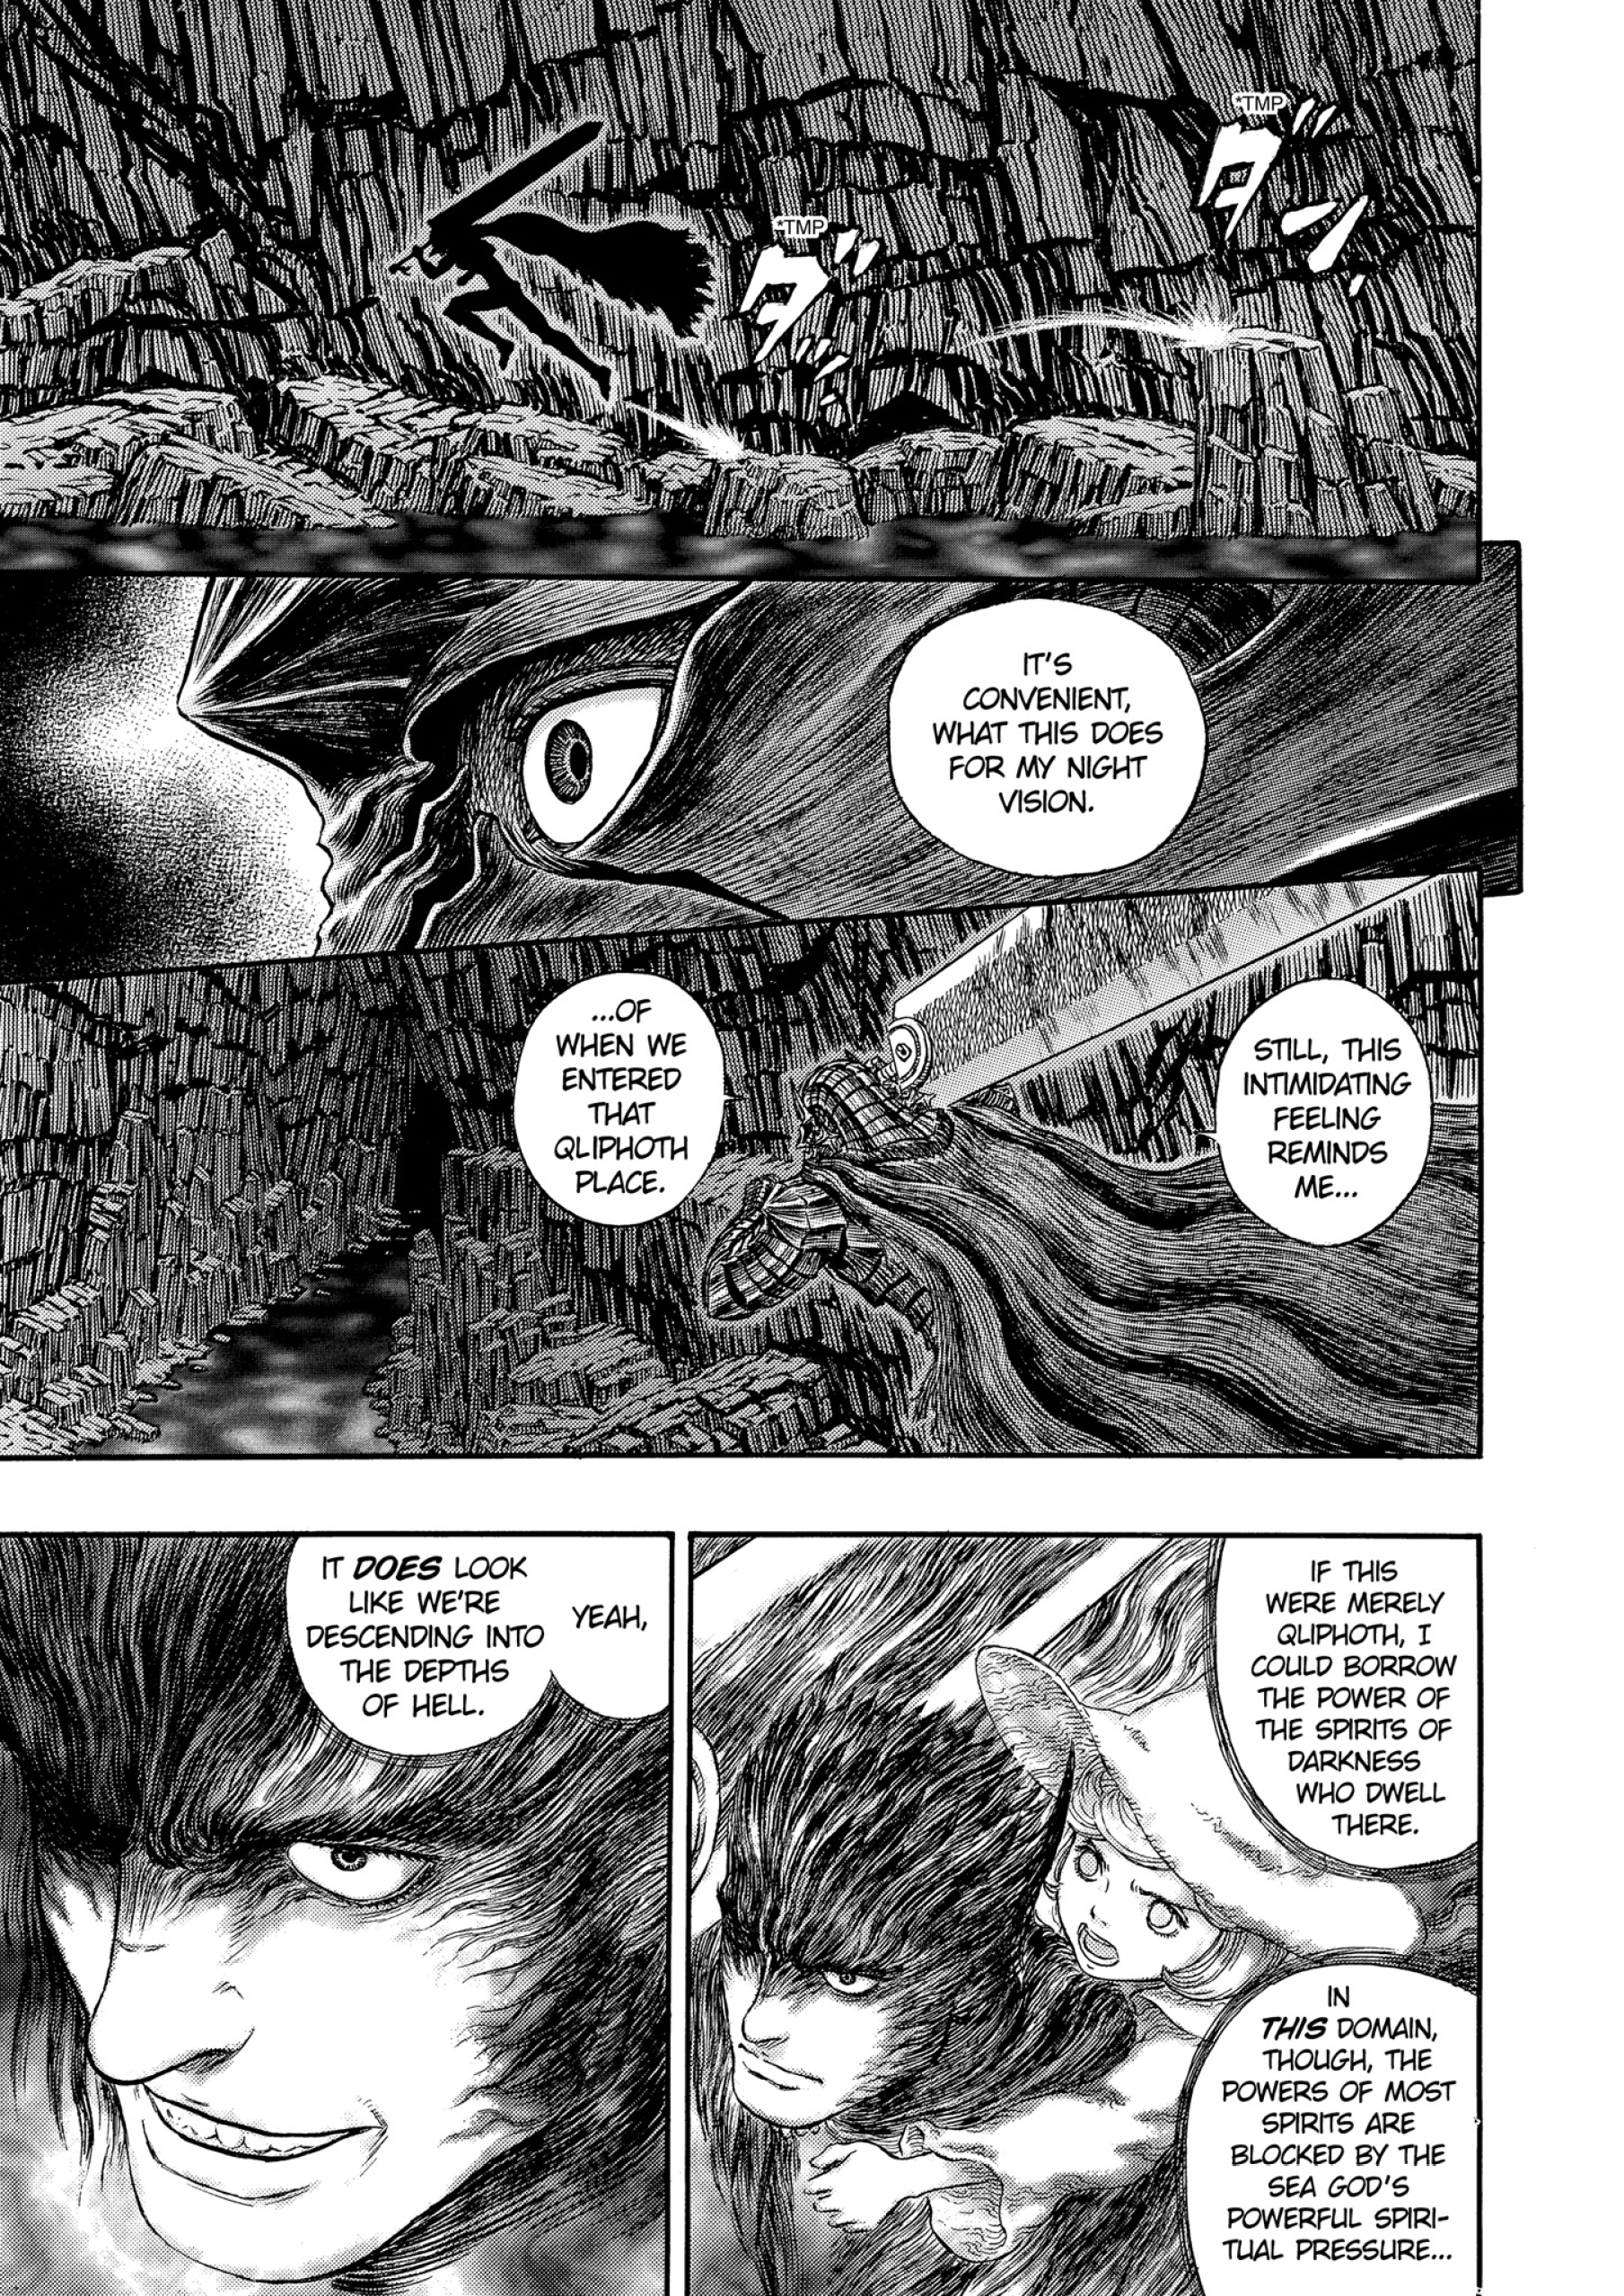 *TMP
ダン
*TMP
ダッ
IT'S
CONVENIENT,
WHAT THIS DOES
FOR MY NIGHT
VISION.
STILL, THIS
INTIMIDATING
FEELING
REMINDS
ME...
...OF
WHEN WE
ENTERED
THAT
QLIPHOTH
PLACE.
IF THIS
WERE MERELY
QLIPHOTH, I
COULD BORROW
THE POWER OF
THE SPIRITS OF
DARKNESS
WHO DWELL
THERE.
IN
THIS DOMAIN,
THOUGH, THE
POWERS OF MOST
SPIRITS ARE
BLOCKED BY THE
SEA GOD'S
POWERFUL SPIRI-
TUAL PRESSURE...
YEAH,
IT DOES LOOK
LIKE WE'RE
DESCENDING INTO
THE DEPTHS
OF HELL.